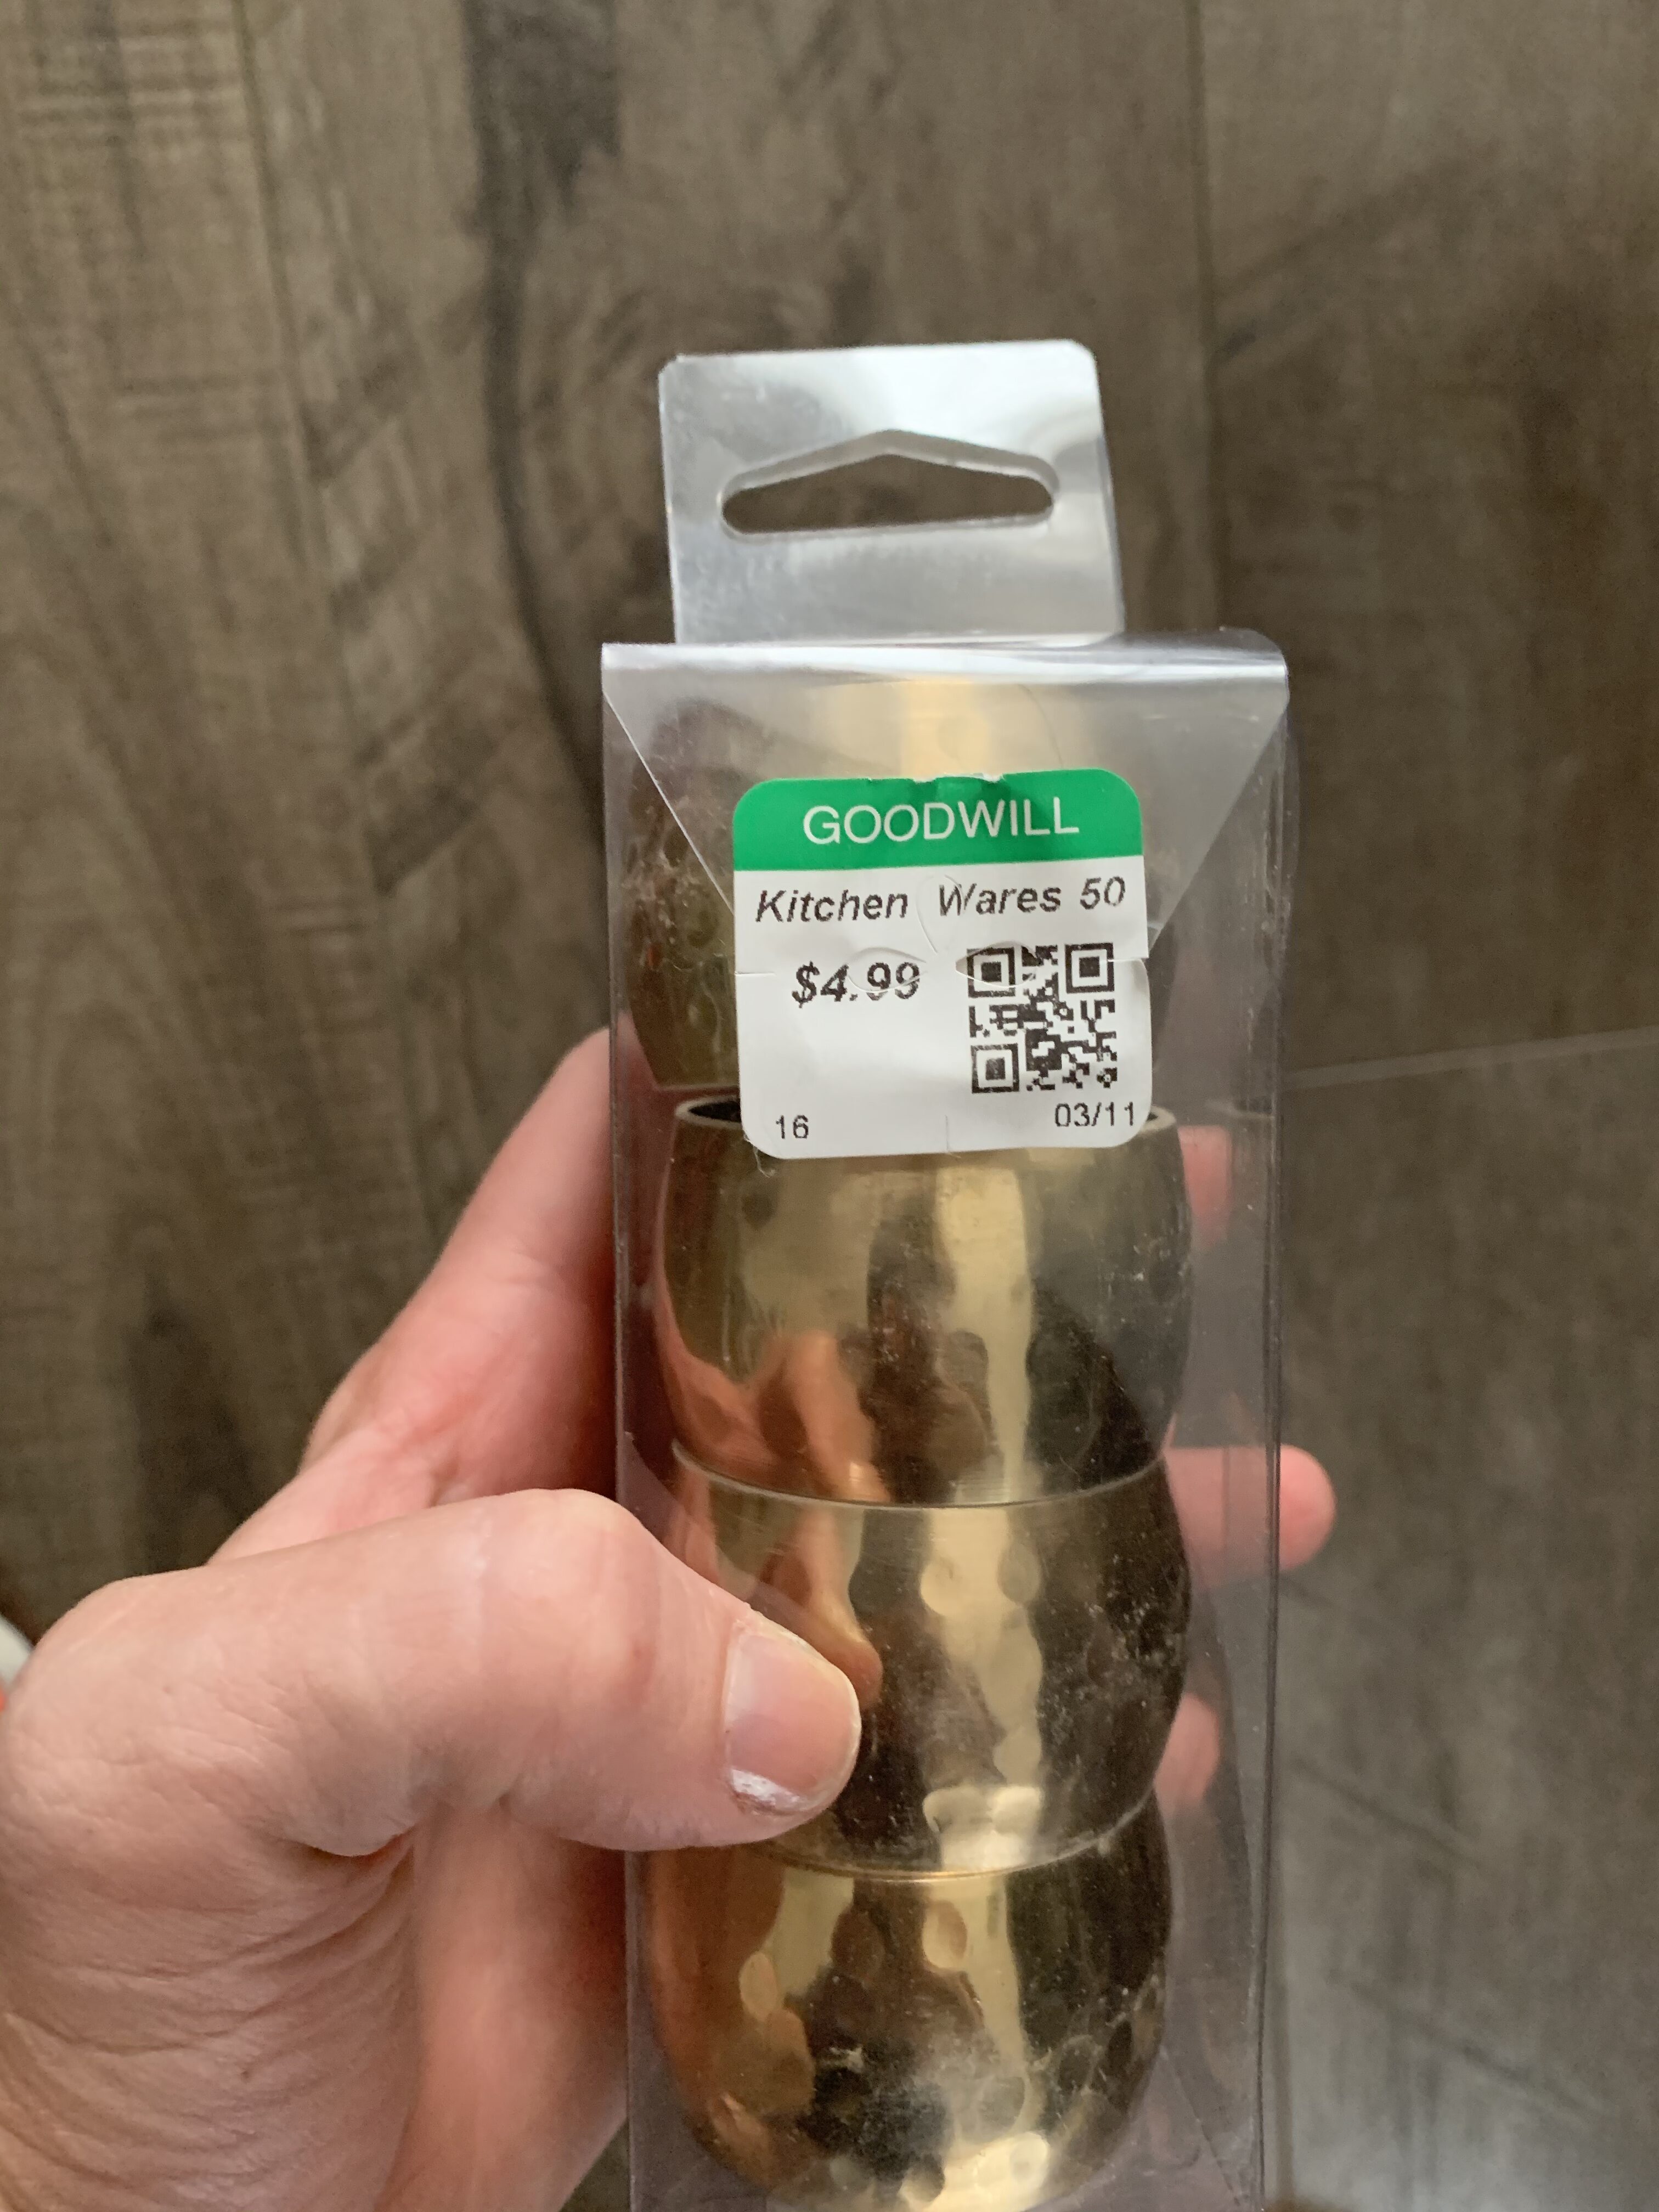 GOODWILL
Kitchen Wares 50
$4.99
16 03/11